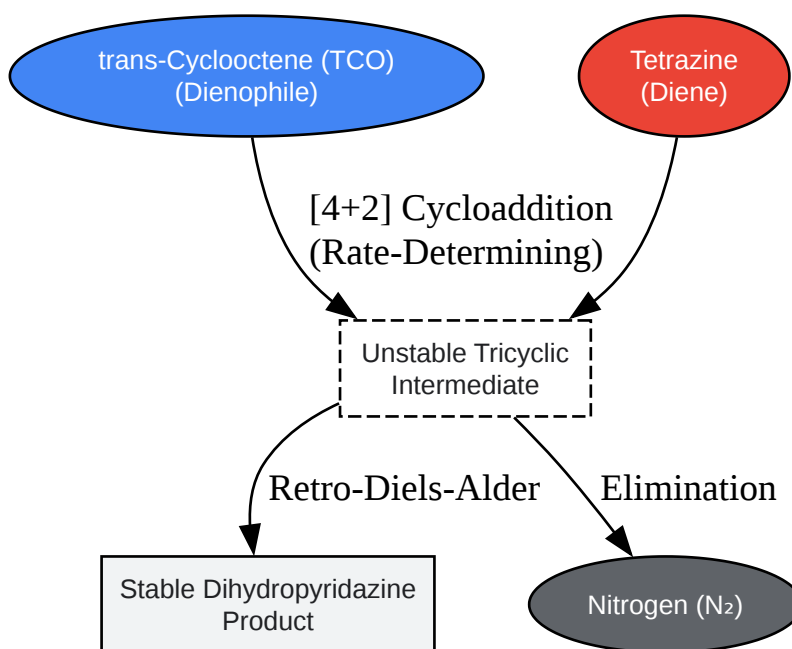 trans-Cyclooctene (TCO)
(Dienophile)
Tetrazine
(Diene)
[4+2] Cycloaddition
(Rate-Determining)
Unstable Tricyclic
Intermediate
Retro-Diels-Alder
Elimination
Stable Dihydropyridazine
Product
Nitrogen (N₂)